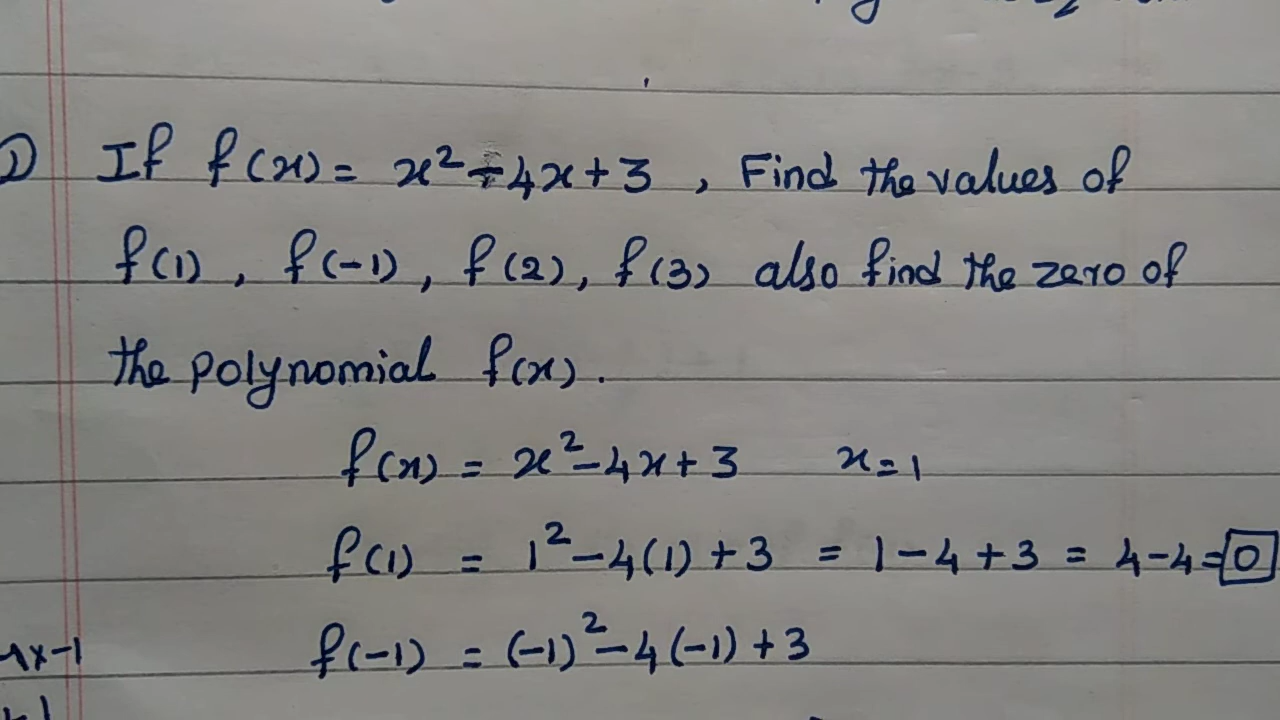 1) If f(x) = x² - 4x + 3 , Find the values of
f(1) , f(-1) , f(2) , f(3) also find the zero of
the polynomial f(x).
f(x) = x² - 4x + 3 x = 1
f(1) = 1² - 4(1) + 3 = 1 - 4 + 3 = 4 - 4 = 0
f(-1) = (-1)² - 4(-1) + 3